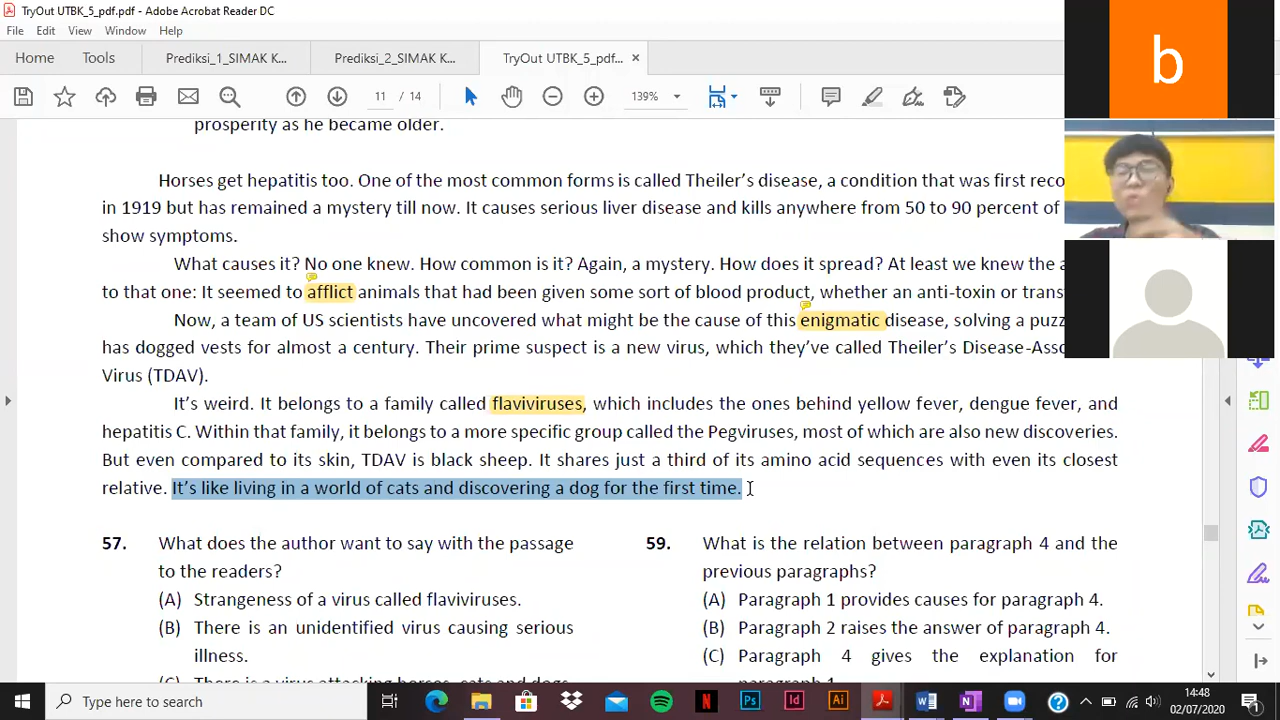 TryOut UTBK_5_pdf.pdf - Adobe Acrobat Reader DC
File Edit View Window Help
Home Tools Prediksi_1_SIMAK K... Prediksi_2_SIMAK K... TryOut UTBK_5_pdf... ×
11 / 14 139%
b
prosperity as he became older.
Horses get hepatitis too. One of the most common forms is called Theiler's disease, a condition that was first reco
in 1919 but has remained a mystery till now. It causes serious liver disease and kills anywhere from 50 to 90 percent of
show symptoms.
What causes it? No one knew. How common is it? Again, a mystery. How does it spread? At least we knew the a
to that one: It seemed to afflict animals that had been given some sort of blood product, whether an anti-toxin or trans
Now, a team of US scientists have uncovered what might be the cause of this enigmatic disease, solving a puzz
has dogged vests for almost a century. Their prime suspect is a new virus, which they've called Theiler's Disease-Asso
Virus (TDAV).
It's weird. It belongs to a family called flaviviruses, which includes the ones behind yellow fever, dengue fever, and
hepatitis C. Within that family, it belongs to a more specific group called the Pegviruses, most of which are also new discoveries.
But even compared to its skin, TDAV is black sheep. It shares just a third of its amino acid sequences with even its closest
relative. It's like living in a world of cats and discovering a dog for the first time.
57. What does the author want to say with the passage
to the readers?
(A) Strangeness of a virus called flaviviruses.
(B) There is an unidentified virus causing serious
illness.
59. What is the relation between paragraph 4 and the
previous paragraphs?
(A) Paragraph 1 provides causes for paragraph 4.
(B) Paragraph 2 raises the answer of paragraph 4.
(C) Paragraph 4 gives the explanation for
Type here to search
14:48
02/07/2020